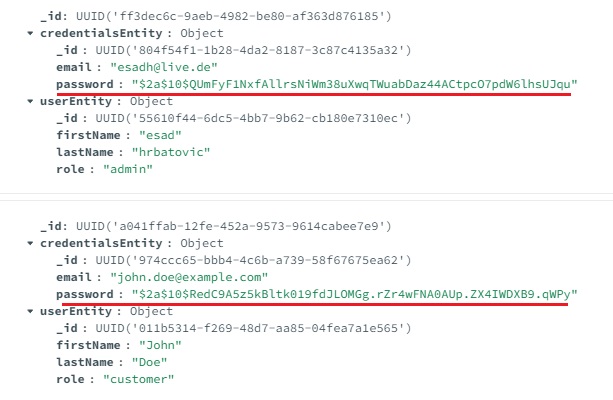 _id: UUID('ff3dec6c-9aeb-4982-be80-af363d876185')
credentialsEntity: Object
_id: UUID('804f54f1-1b28-4da2-8187-3c87c4135a32')
email: "esadh@live.de"
password: "$2a$10$QUmFyF1NxfAllrsNiWm38uXwqTWuabDaz44ACtpcO7pdW6lhsUJqu"
userEntity: Object
_id: UUID('55610f44-6dc5-4bb7-9b62-cb180e7310ec')
firstName: "esad"
lastName: "hrbatovic"
role: "admin"
_id: UUID('a041ffab-12fe-452a-9573-9614cabee7e9')
credentialsEntity: Object
_id: UUID('974ccc65-bbb4-4c6b-a739-58f67675ea62')
email: "john.doe@example.com"
password: "$2a$10$RedC9A5z5kBltk019fdJLOMGg.rZr4wFNA0AUp.ZX4IWDXB9.qWPy"
userEntity: Object
_id: UUID('011b5314-f269-48d7-aa85-04fea7a1e565')
firstName: "John"
lastName: "Doe"
role: "customer"